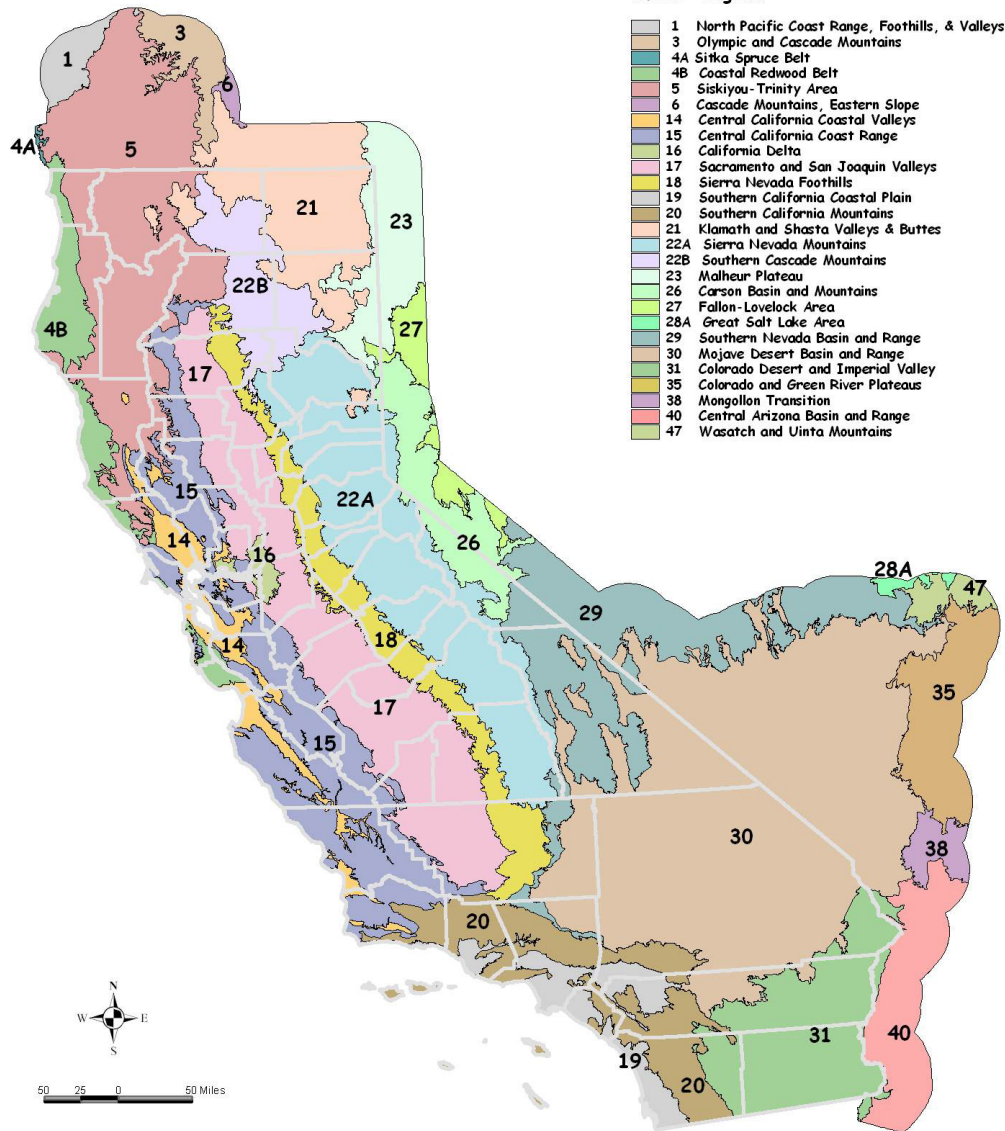 1 North Pacific Coast Range, Foothills, & Valleys
3 Olympic and Cascade Mountains
4A Sitka Spruce Belt
4B Coastal Redwood Belt
5 Siskiyou-Trinity Area
6 Cascade Mountains, Eastern Slope
14 Central California Coastal Valleys
15 Central California Coast Range
16 California Delta
17 Sacramento and San Joaquin Valleys
18 Sierra Nevada Foothills
19 Southern California Coastal Plain
20 Southern California Mountains
21 Klamath and Shasta Valleys & Buttes
22A Sierra Nevada Mountains
22B Southern Cascade Mountains
23 Malheur Plateau
26 Carson Basin and Mountains
27 Fallon-Lovelock Area
28A Great Salt Lake Area
29 Southern Nevada Basin and Range
30 Mojave Desert Basin and Range
31 Colorado Desert and Imperial Valley
35 Colorado and Green River Plateaus
38 Mongollon Transition
40 Central Arizona Basin and Range
47 Wasatch and Uinta Mountains
1
3
6
4A
5
21
23
22B
4B
27
17
15
22A
14
16
26
28A
47
29
18
14
35
17
15
30
38
20
31
40
19
20
N
W E
S
50 25 0 50 Miles